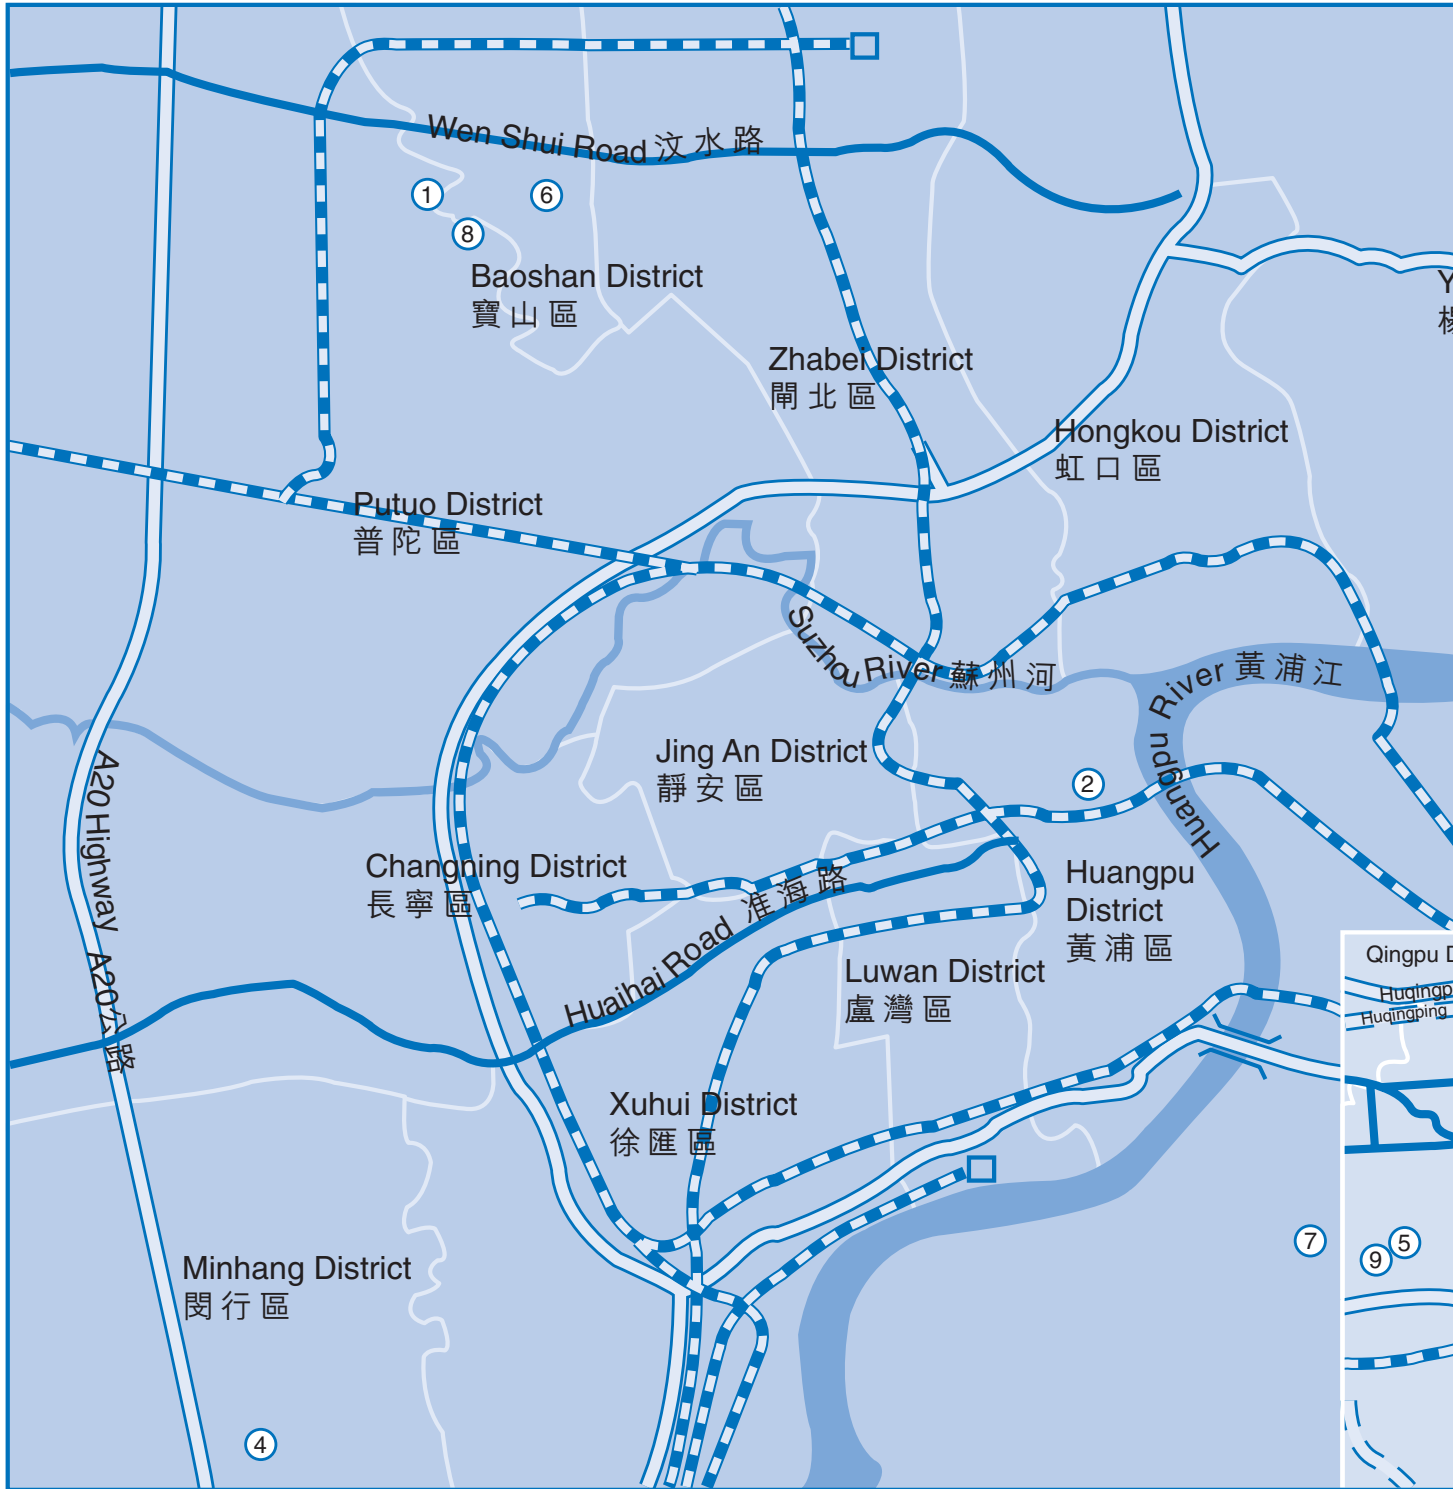 Wen Shui Road 汶水路
1
6
8
Baoshan District
寶山區
Y
Zhabei District
閘北區
Hongkou District
虹口區
Putuo District
普陀區
Suzhou River 蘇州河
Huangpu River 黃浦江
A20 Highway A20公路
Jing An District
靜安區
2
Changning District
長寧區
Huaihai Road 淮海路
Huangpu
District
黃浦區
Luwan District
盧灣區
Qingpu D
Huqingp
Huqingping
Xuhui District
徐匯區
7
9
5
Minhang District
閔行區
4